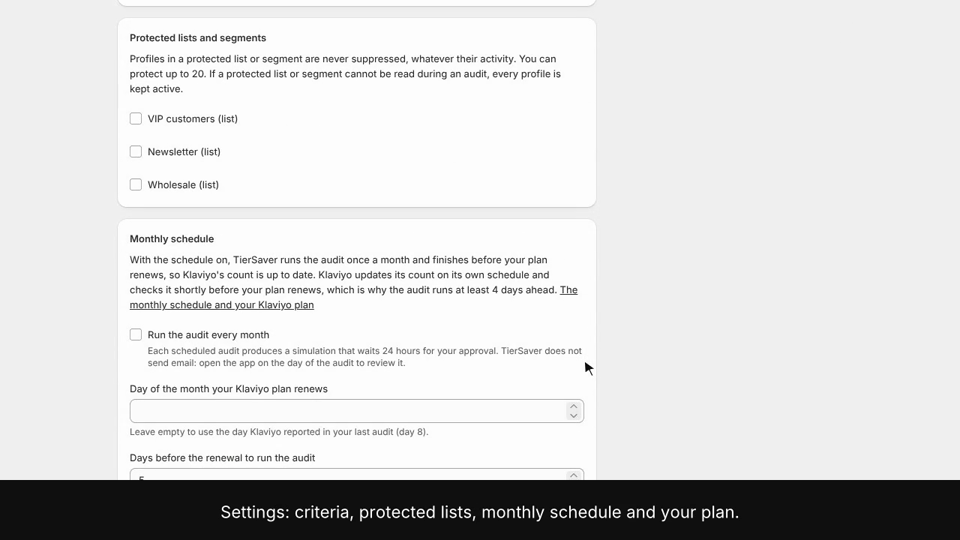 Protected lists and segments
Profiles in a protected list or segment are never suppressed, whatever their activity. You can
protect up to 20. If a protected list or segment cannot be read during an audit, every profile is
kept active.
VIP customers (list)
Newsletter (list)
Wholesale (list)
Monthly schedule
With the schedule on, TierSaver runs the audit once a month and finishes before your plan
renews, so Klaviyo's count is up to date. Klaviyo updates its count on its own schedule and
checks it shortly before your plan renews, which is why the audit runs at least 4 days ahead. The
monthly schedule and your Klaviyo plan
Run the audit every month
Each scheduled audit produces a simulation that waits 24 hours for your approval. TierSaver does not
send email: open the app on the day of the audit to review it.
Day of the month your Klaviyo plan renews
Leave empty to use the day Klaviyo reported in your last audit (day 8).
Days before the renewal to run the audit
5
Settings: criteria, protected lists, monthly schedule and your plan.